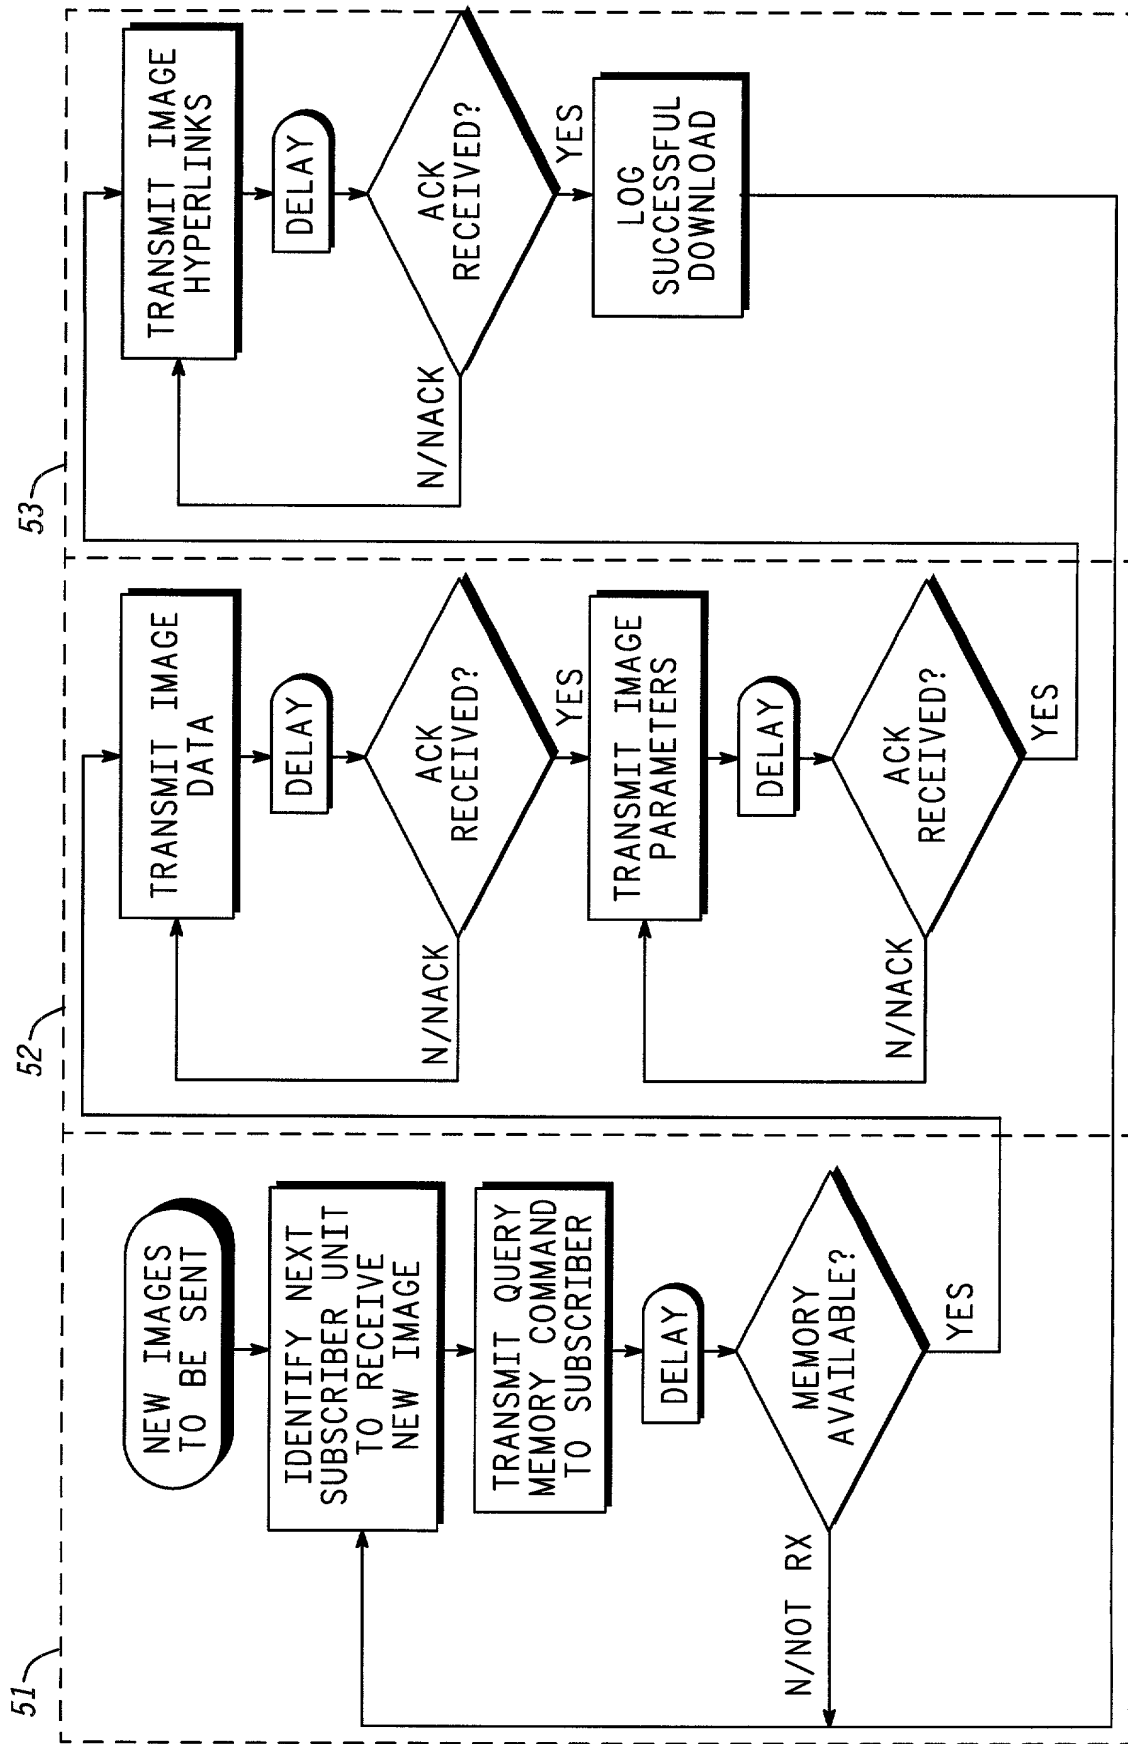 51
NEW IMAGES
TO BE SENT
IDENTIFY NEXT
SUBSCRIBER UNIT
TO RECEIVE
NEW IMAGE
TRANSMIT QUERY
MEMORY COMMAND
TO SUBSCRIBER
DELAY
MEMORY
AVAILABLE?
N/NOT RX
YES
52
TRANSMIT IMAGE
DATA
DELAY
ACK
RECEIVED?
N/NACK
YES
TRANSMIT IMAGE
PARAMETERS
DELAY
ACK
RECEIVED?
N/NACK
YES
53
TRANSMIT IMAGE
HYPERLINKS
DELAY
ACK
RECEIVED?
N/NACK
YES
LOG
SUCCESSFUL
DOWNLOAD